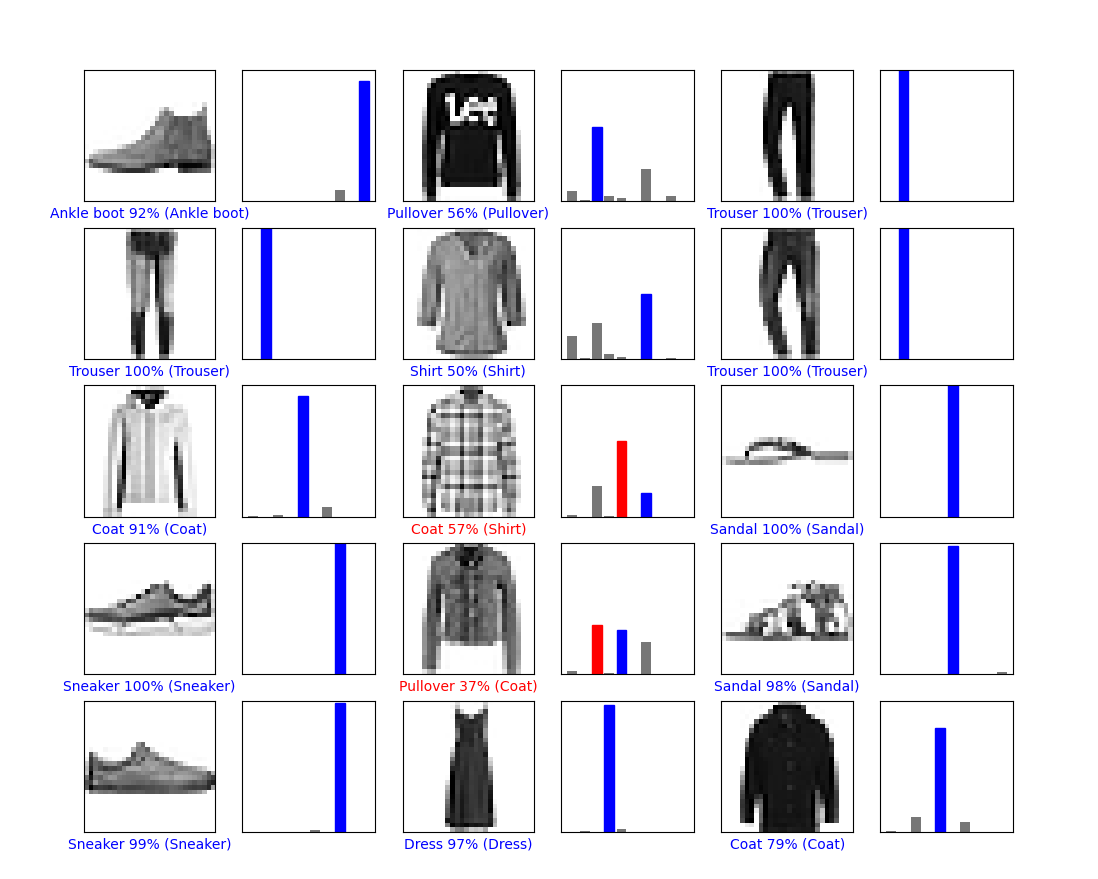 Lee
Ankle boot 92% (Ankle boot)
Pullover 56% (Pullover)
Trouser 100% (Trouser)
Trouser 100% (Trouser)
Shirt 50% (Shirt)
Trouser 100% (Trouser)
Coat 91% (Coat)
Coat 57% (Shirt)
Sandal 100% (Sandal)
Sneaker 100% (Sneaker)
Pullover 37% (Coat)
Sandal 98% (Sandal)
Sneaker 99% (Sneaker)
Dress 97% (Dress)
Coat 79% (Coat)